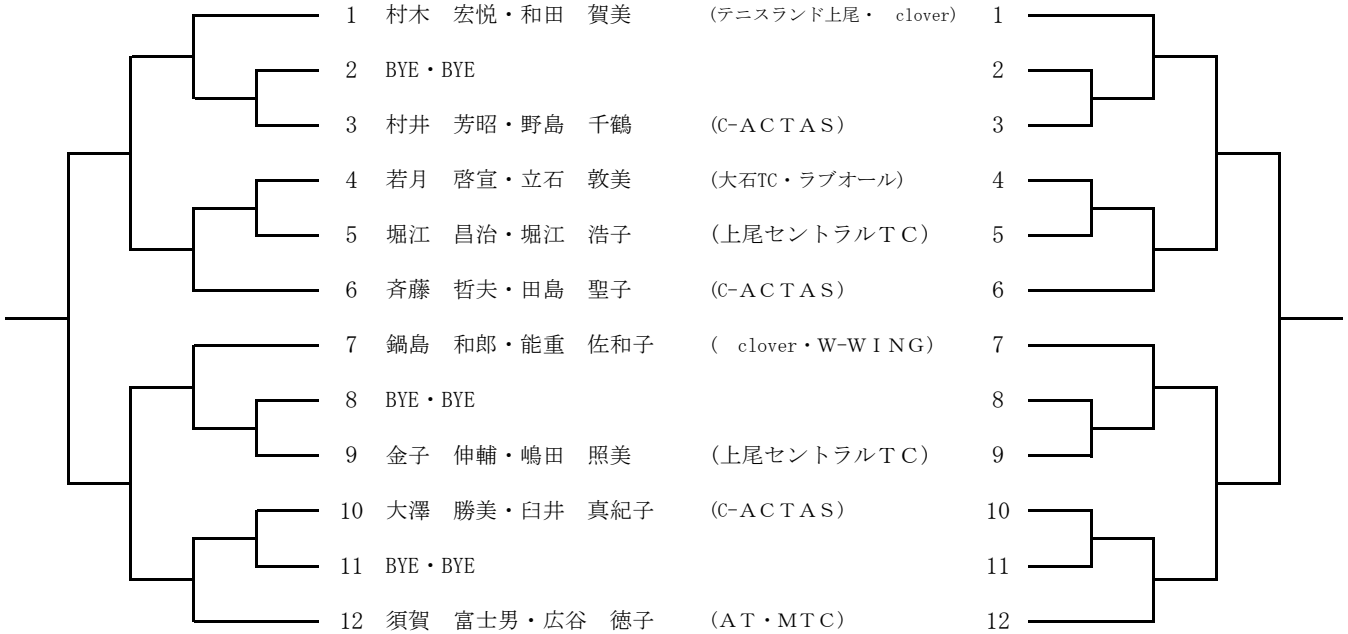 1 村木　宏悦・和田　賀美 (テニスランド上尾・　clover) 1
2 BYE・BYE 2
3 村井　芳昭・野島　千鶴 (C-ＡＣＴＡＳ) 3
4 若月　啓宣・立石　敦美 (大石TC・ラブオール) 4
5 堀江　昌治・堀江　浩子 (上尾セントラルＴＣ) 5
6 斉藤　哲夫・田島　聖子 (C-ＡＣＴＡＳ) 6
7 鍋島　和郎・能重　佐和子 (　clover・W-ＷＩＮＧ) 7
8 BYE・BYE 8
9 金子　伸輔・嶋田　照美 (上尾セントラルＴＣ) 9
10 大澤　勝美・臼井　真紀子 (C-ＡＣＴＡＳ) 10
11 BYE・BYE 11
12 須賀　富士男・広谷　徳子 (ＡＴ・ＭＴＣ) 12